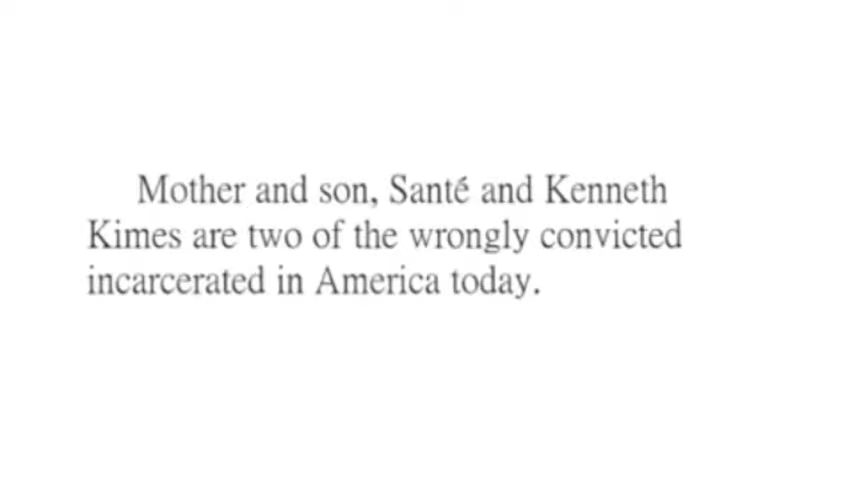 Mother and son, Santé and Kenneth
Kimes are two of the wrongly convicted
incarcerated in America today.